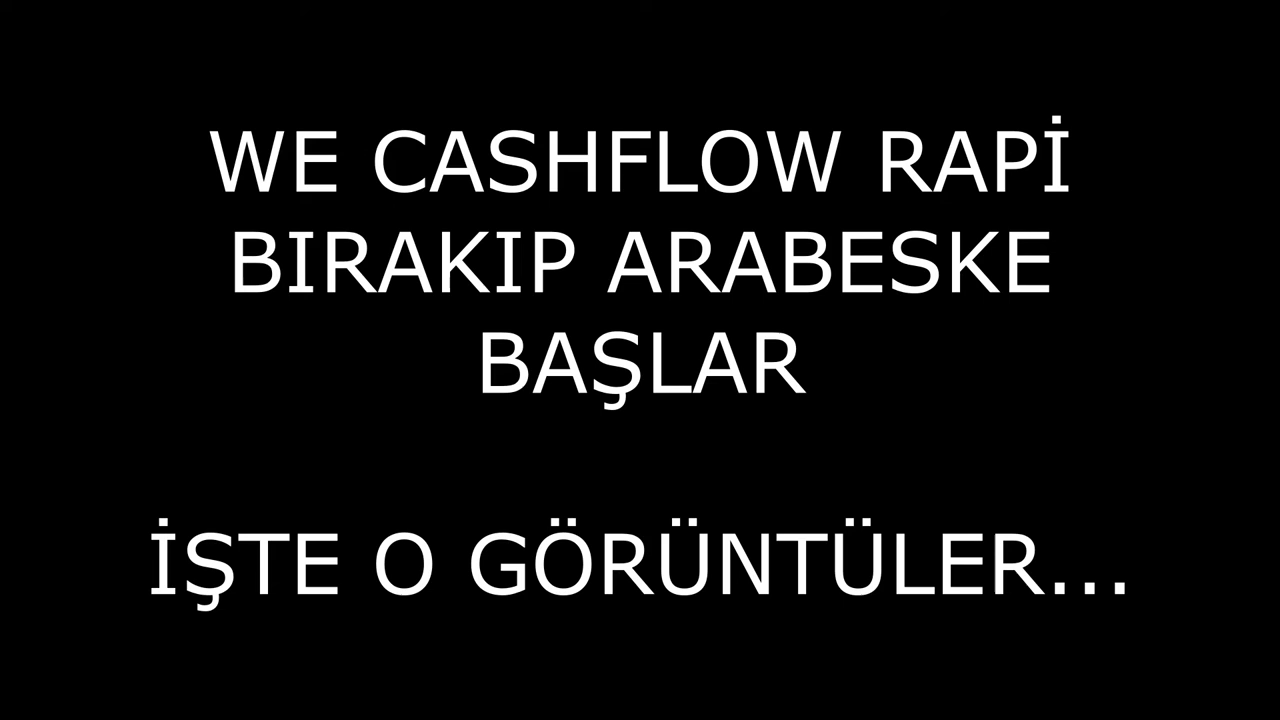 WE CASHFLOW RAPİ
BIRAKIP ARABESKE
BAŞLAR
İŞTE O GÖRÜNTÜLER...